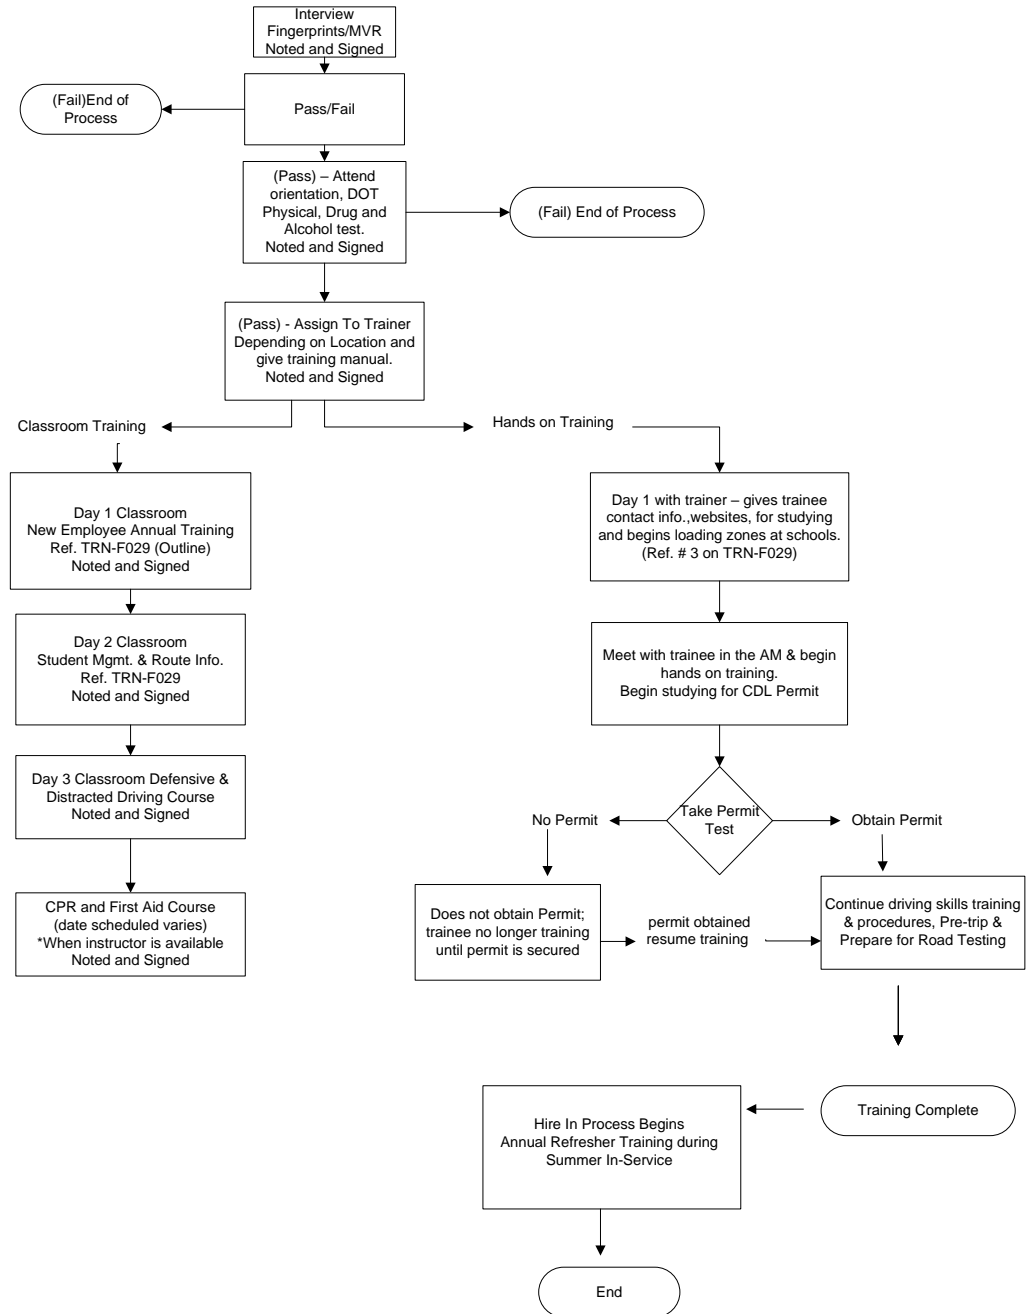 Interview
Fingerprints/MVR
Noted and Signed
(Fail)End of
Process
Pass/Fail
(Pass) – Attend
orientation, DOT
Physical, Drug and
Alcohol test.
Noted and Signed
(Fail) End of Process
(Pass) - Assign To Trainer
Depending on Location and
give training manual.
Noted and Signed
Classroom Training
Hands on Training
Day 1 Classroom
New Employee Annual Training
Ref. TRN-F029 (Outline)
Noted and Signed
Day 1 with trainer – gives trainee
contact info.,websites, for studying
and begins loading zones at schools.
(Ref. # 3 on TRN-F029)
Day 2 Classroom
Student Mgmt. & Route Info.
Ref. TRN-F029
Noted and Signed
Meet with trainee in the AM & begin
hands on training.
Begin studying for CDL Permit
Day 3 Classroom Defensive &
Distracted Driving Course
Noted and Signed
No Permit
Take Permit
Test
Obtain Permit
CPR and First Aid Course
(date scheduled varies)
*When instructor is available
Noted and Signed
Does not obtain Permit;
trainee no longer training
until permit is secured
permit obtained
resume training
Continue driving skills training
& procedures, Pre-trip &
Prepare for Road Testing
Hire In Process Begins
Annual Refresher Training during
Summer In-Service
Training Complete
End